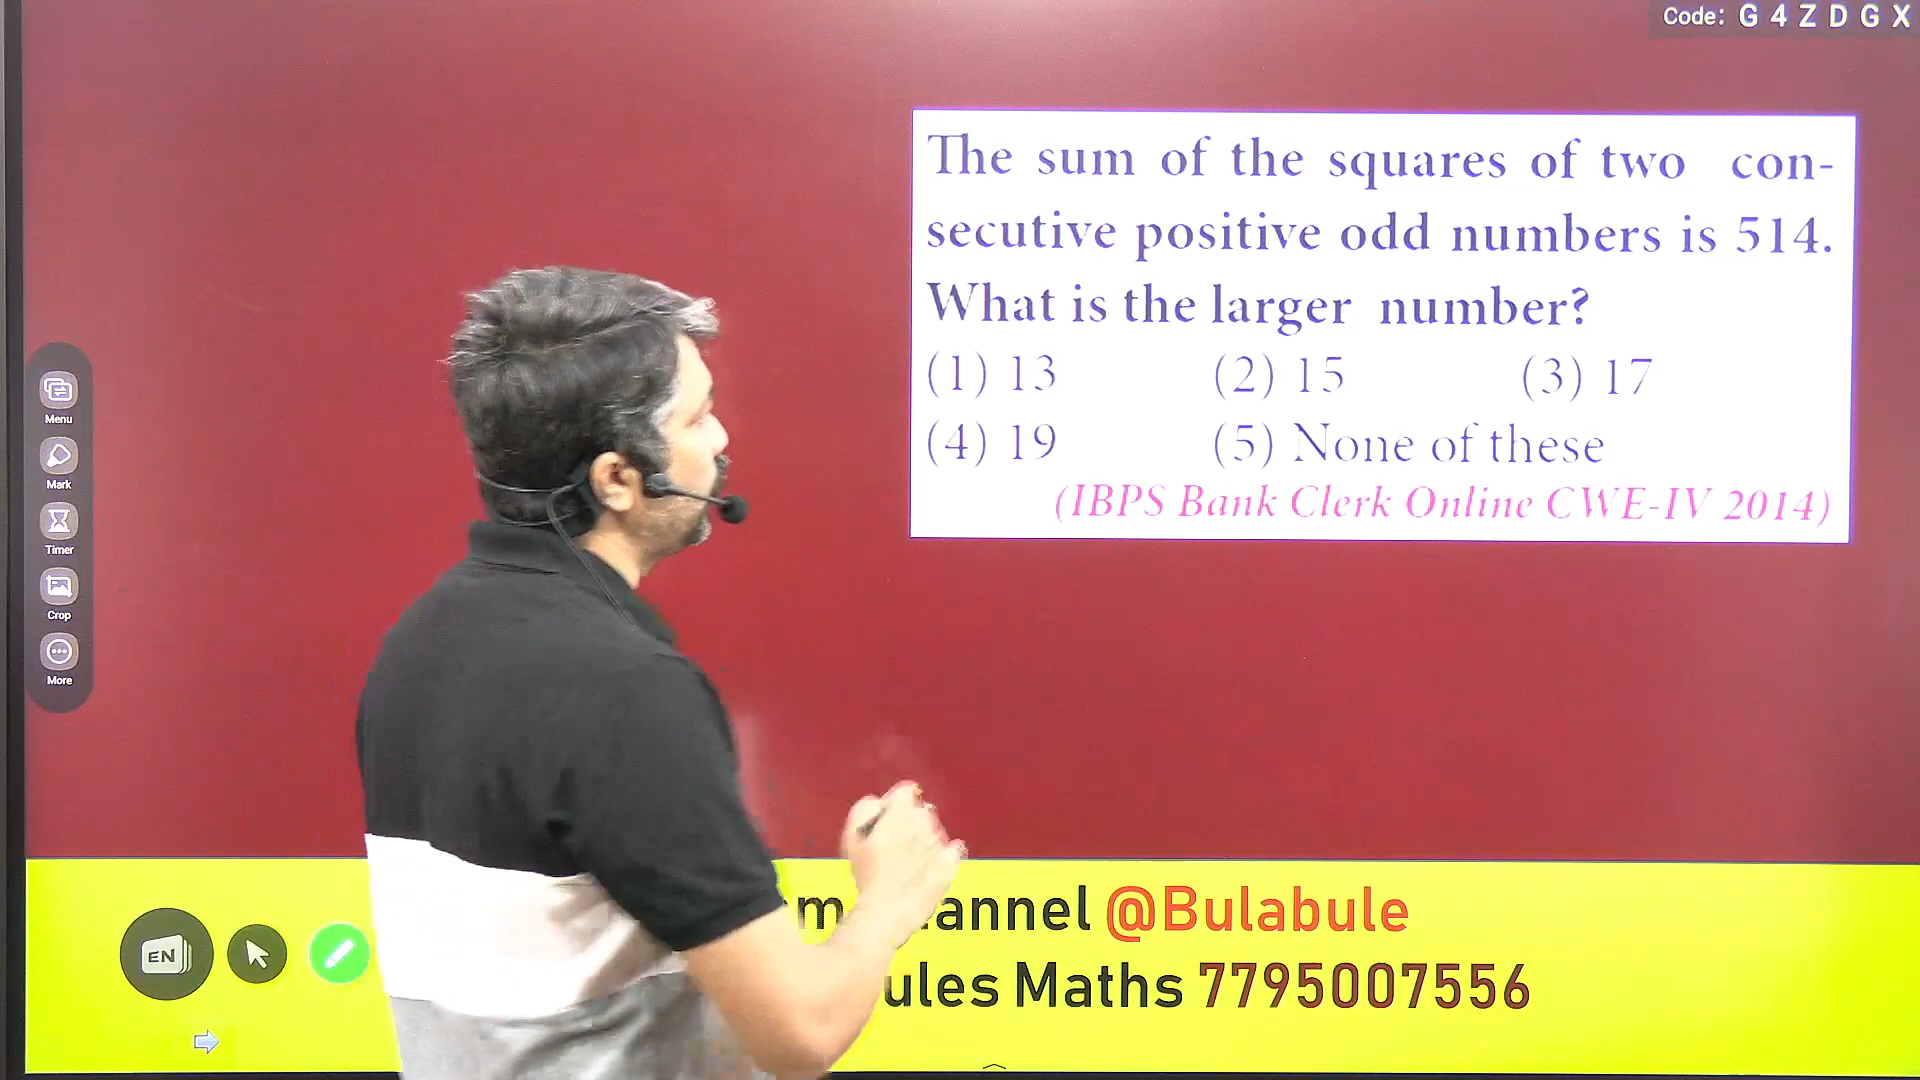 Code: G 4 Z D G X
The sum of the squares of two con-
secutive positive odd numbers is 514.
What is the larger number?
(1) 13 (2) 15 (3) 17
(4) 19 (5) None of these
(IBPS Bank Clerk Online CWE-IV 2014)
Menu
Mark
Timer
Crop
More
EN
@Bulabule
Maths 7795007556